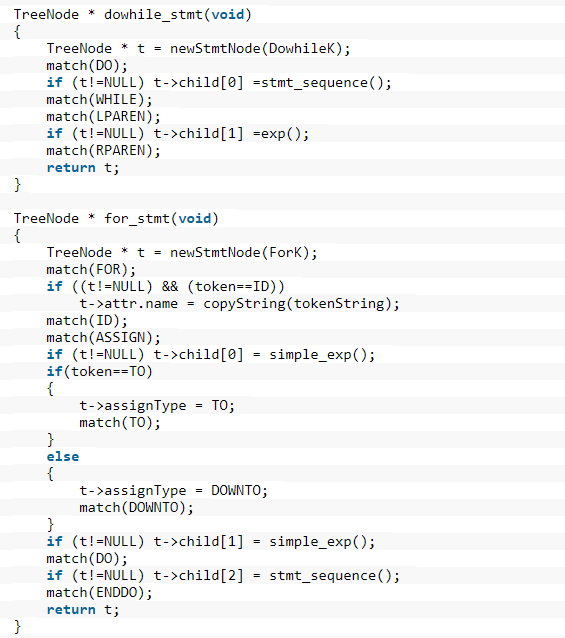 TreeNode * dowhile_stmt(void)
{
    TreeNode * t = newStmtNode(DowhileK);
    match(DO);
    if (t!=NULL) t->child[0] =stmt_sequence();
    match(WHILE);
    match(LPAREN);
    if (t!=NULL) t->child[1] =exp();
    match(RPAREN);
    return t;
}

TreeNode * for_stmt(void)
{
    TreeNode * t = newStmtNode(ForK);
    match(FOR);
    if ((t!=NULL) && (token==ID))
        t->attr.name = copyString(tokenString);
    match(ID);
    match(ASSIGN);
    if (t!=NULL) t->child[0] = simple_exp();
    if(token==TO)
    {
        t->assignType = TO;
        match(TO);
    }
    else
    {
        t->assignType = DOWNTO;
        match(DOWNTO);
    }
    if (t!=NULL) t->child[1] = simple_exp();
    match(DO);
    if (t!=NULL) t->child[2] = stmt_sequence();
    match(ENDDO);
    return t;
}